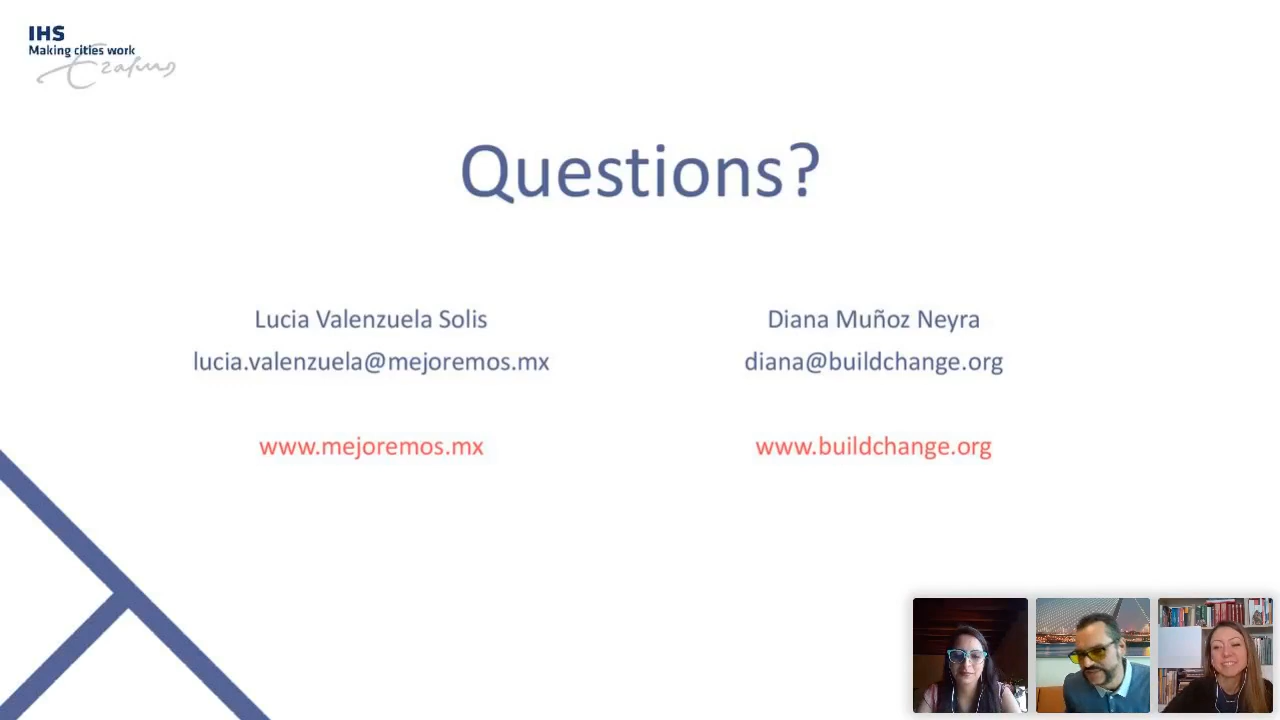 IHS
Making cities work
Erasmus
Questions?
Lucia Valenzuela Solis
lucia.valenzuela@mejoremos.mx
www.mejoremos.mx
Diana Muñoz Neyra
diana@buildchange.org
www.buildchange.org